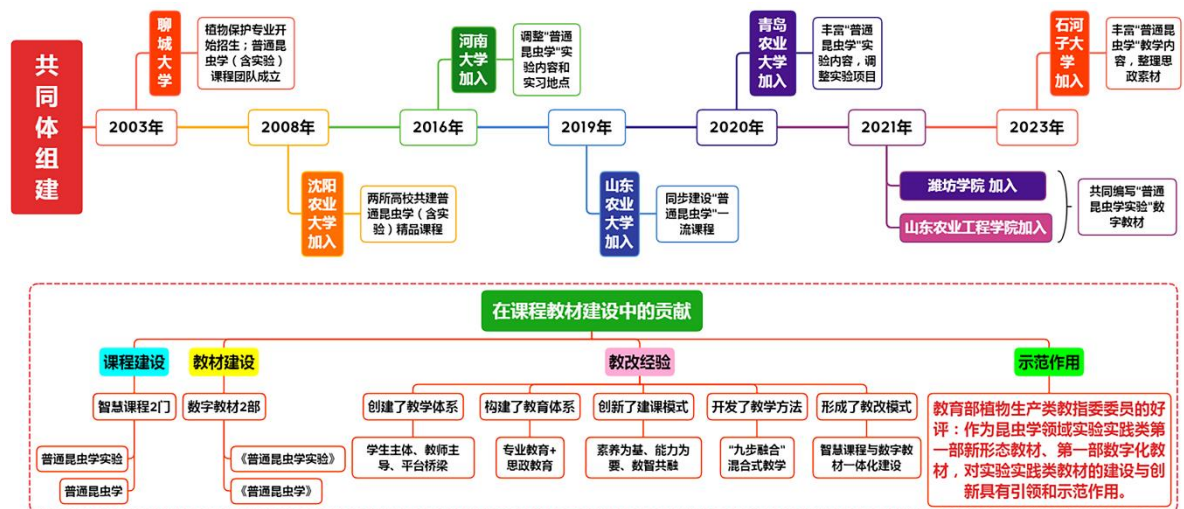 共同体组建
聊城大学
植物保护专业开
始招生；普通昆
虫学（含实验）
课程团队成立
河南
大学
加入
调整“普通
昆虫学”实
验内容和
实习地点
青岛
农业
大学
加入
丰富“普通
昆虫学”实
验内容，调
整实验项目
石河
子大
学
加入
丰富“普通昆
虫学”教学内
容，整理思
政素材
2003年
2008年
2016年
2019年
2020年
2021年
2023年
沈阳
农业
大学
加入
两所高校共建普
通昆虫学（含实
验）精品课程
山东
农业
大学
加入
同步建设“普
通昆虫学”一
流课程
潍坊学院 加入
山东农业工程学院加入
共同编写“普通
昆虫学实验”数
字教材
在课程教材建设中的贡献
课程建设
教材建设
教改经验
示范作用
智慧课程2门
数字教材2部
创建了教学体系
构建了教育体系
创新了建课模式
开发了教学方法
形成了教改模式
普通昆虫学实验
普通昆虫学
《普通昆虫学实验》
《普通昆虫学》
学生主体、教师主
导、平台桥梁
专业教育+
思政教育
素养为基、能力为
要、数智共融
“九步融合”
混合式教学
智慧课程与数字教
材一体化建设
教育部植物生产类教指委委员的好
评：作为昆虫学领域实验实践类第
一部新形态教材、第一部数字化教
材，对实验实践类教材的建设与创
新具有引领和示范作用。